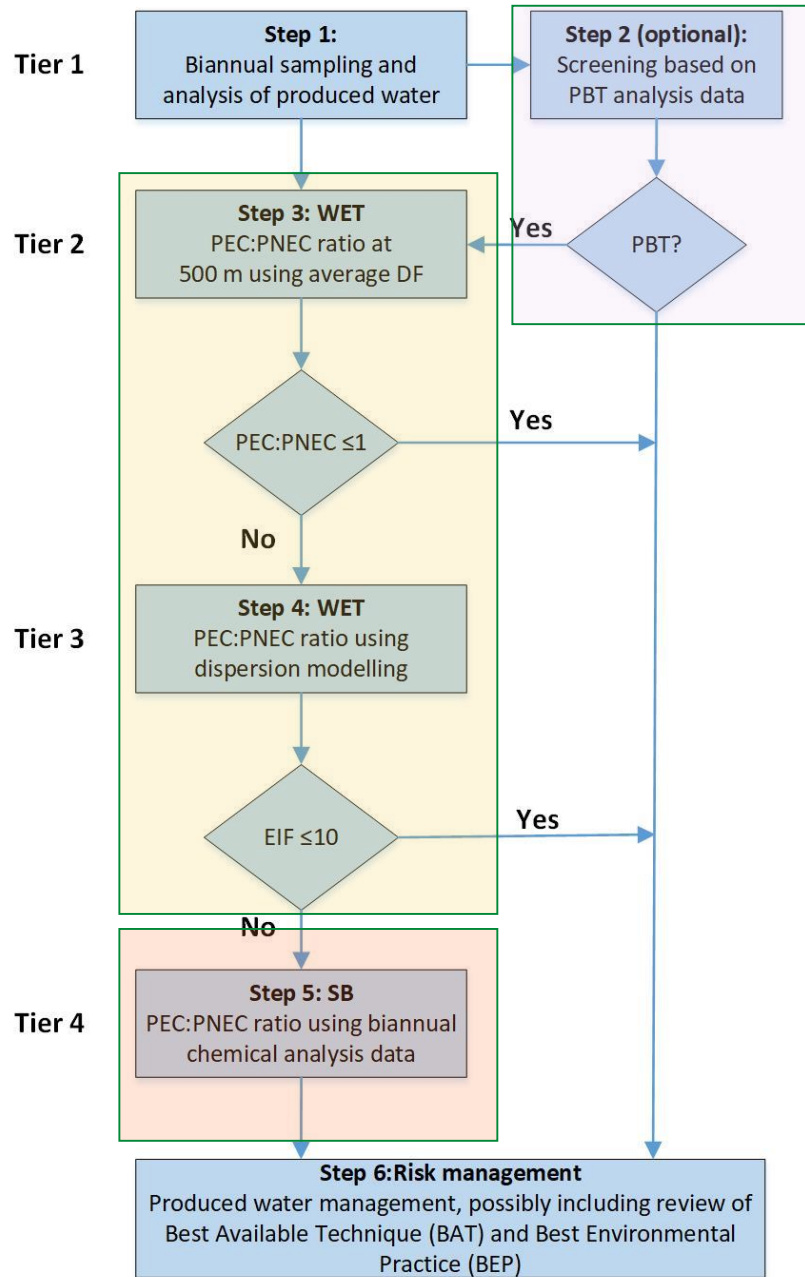 Tier 1
Step 1:
Biannual sampling and
analysis of produced water
Step 2 (optional):
Screening based on
PBT analysis data
Tier 2
Step 3: WET
PEC:PNEC ratio at
500 m using average DF
Yes
PBT?
PEC:PNEC ≤1
Yes
No
Tier 3
Step 4: WET
PEC:PNEC ratio using
dispersion modelling
EIF ≤10
Yes
No
Tier 4
Step 5: SB
PEC:PNEC ratio using biannual
chemical analysis data
Step 6:Risk management
Produced water management, possibly including review of
Best Available Technique (BAT) and Best Environmental
Practice (BEP)